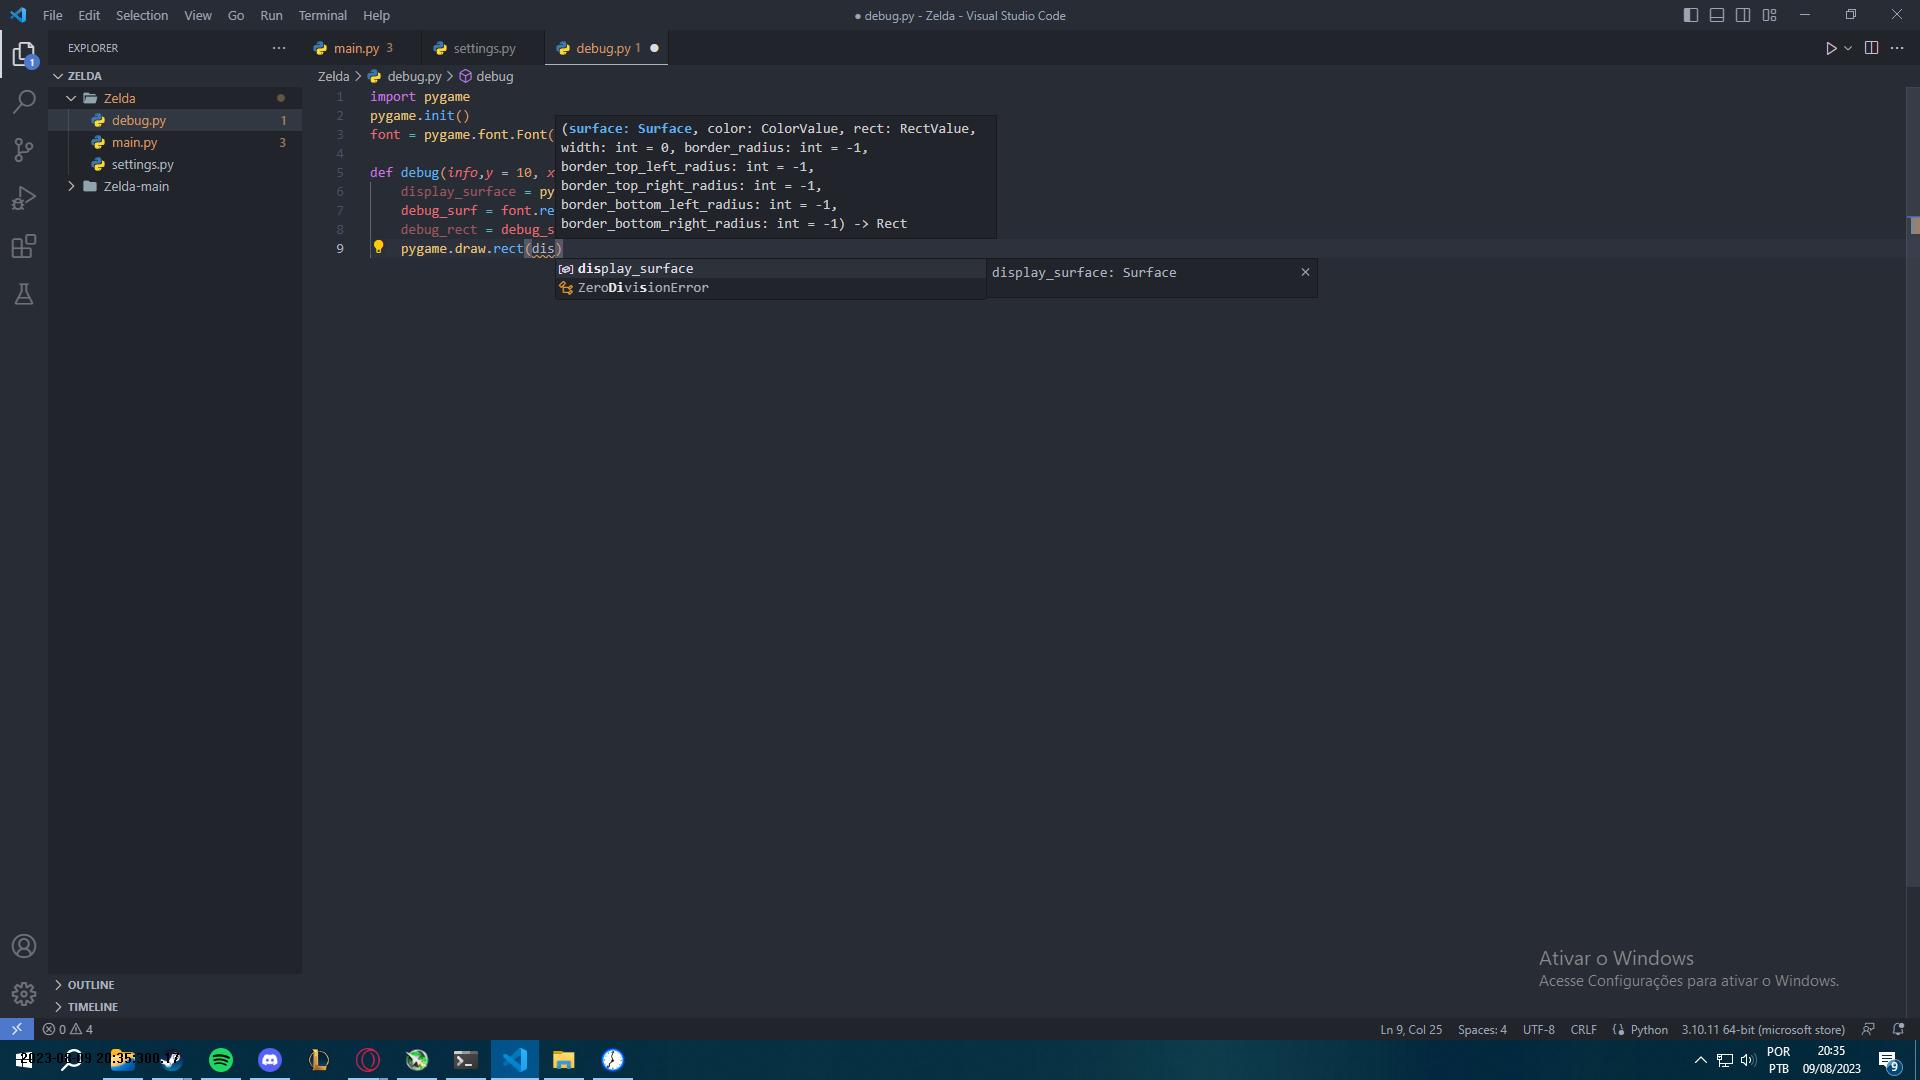 File Edit Selection View Go Run Terminal Help
● debug.py - Zelda - Visual Studio Code
EXPLORER
main.py 3
settings.py
debug.py 1
ZELDA
Zelda
debug.py 1
main.py 3
settings.py
Zelda-main
Zelda > debug.py > debug
1 import pygame
2 pygame.init()
3 font = pygame.font.Font(
4
5 def debug(info,y = 10, x
6 display_surface = py
7 debug_surf = font.re
8 debug_rect = debug_s
9 pygame.draw.rect(dis)
(surface: Surface, color: ColorValue, rect: RectValue,
width: int = 0, border_radius: int = -1,
border_top_left_radius: int = -1,
border_top_right_radius: int = -1,
border_bottom_left_radius: int = -1,
border_bottom_right_radius: int = -1) -> Rect
display_surface
ZeroDivisionError
display_surface: Surface
1
Ativar o Windows
Acesse Configurações para ativar o Windows.
OUTLINE
TIMELINE
0 4
Ln 9, Col 25 Spaces: 4 UTF-8 CRLF Python 3.10.11 64-bit (microsoft store)
POR
PTB
20:35
09/08/2023
9